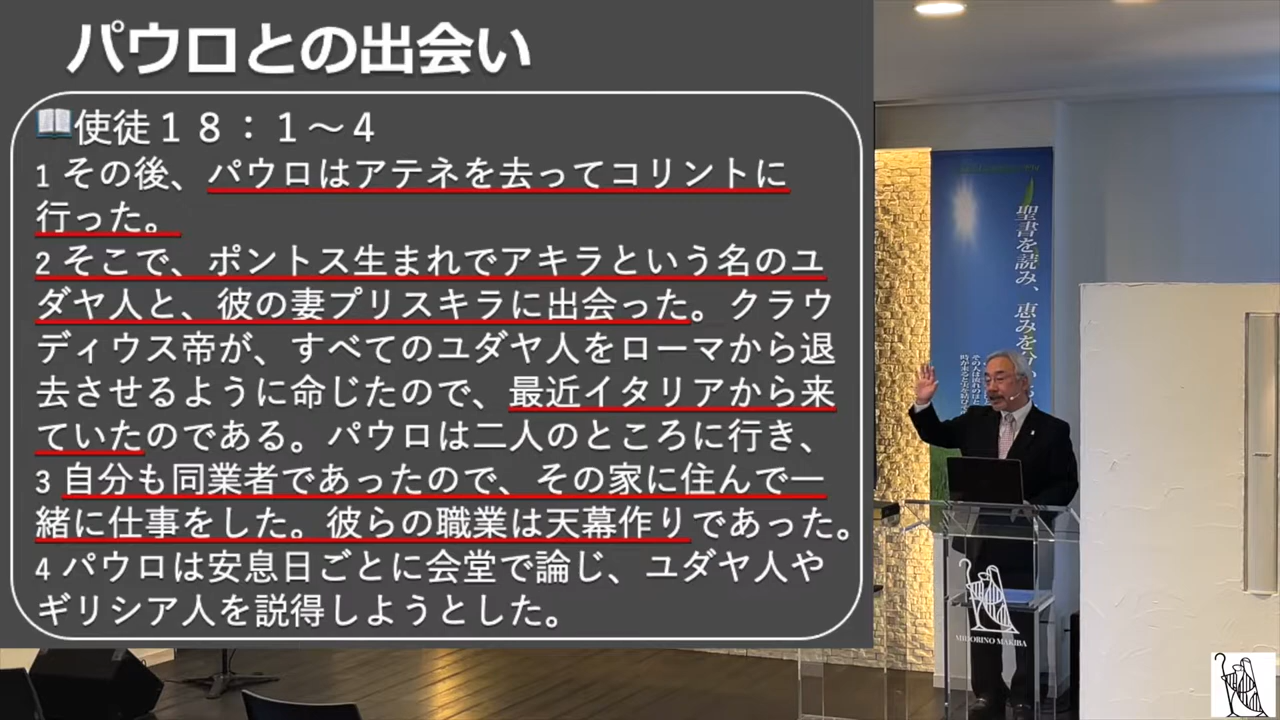 パウロとの出会い
📖使徒１８：１～４
1 その後、パウロはアテネを去ってコリントに
行った。
2 そこで、ポントス生まれでアキラという名のユ
ダヤ人と、彼の妻プリスキラに出会った。クラウ
ディウス帝が、すべてのユダヤ人をローマから退
去させるように命じたので、最近イタリアから来
ていたのである。パウロは二人のところに行き、
3 自分も同業者であったので、その家に住んで一
緒に仕事をした。彼らの職業は天幕作りであった。
4 パウロは安息日ごとに会堂で論じ、ユダヤ人や
ギリシア人を説得しようとした。
聖書を読み、恵みを分
MIDORINO MAKIBA